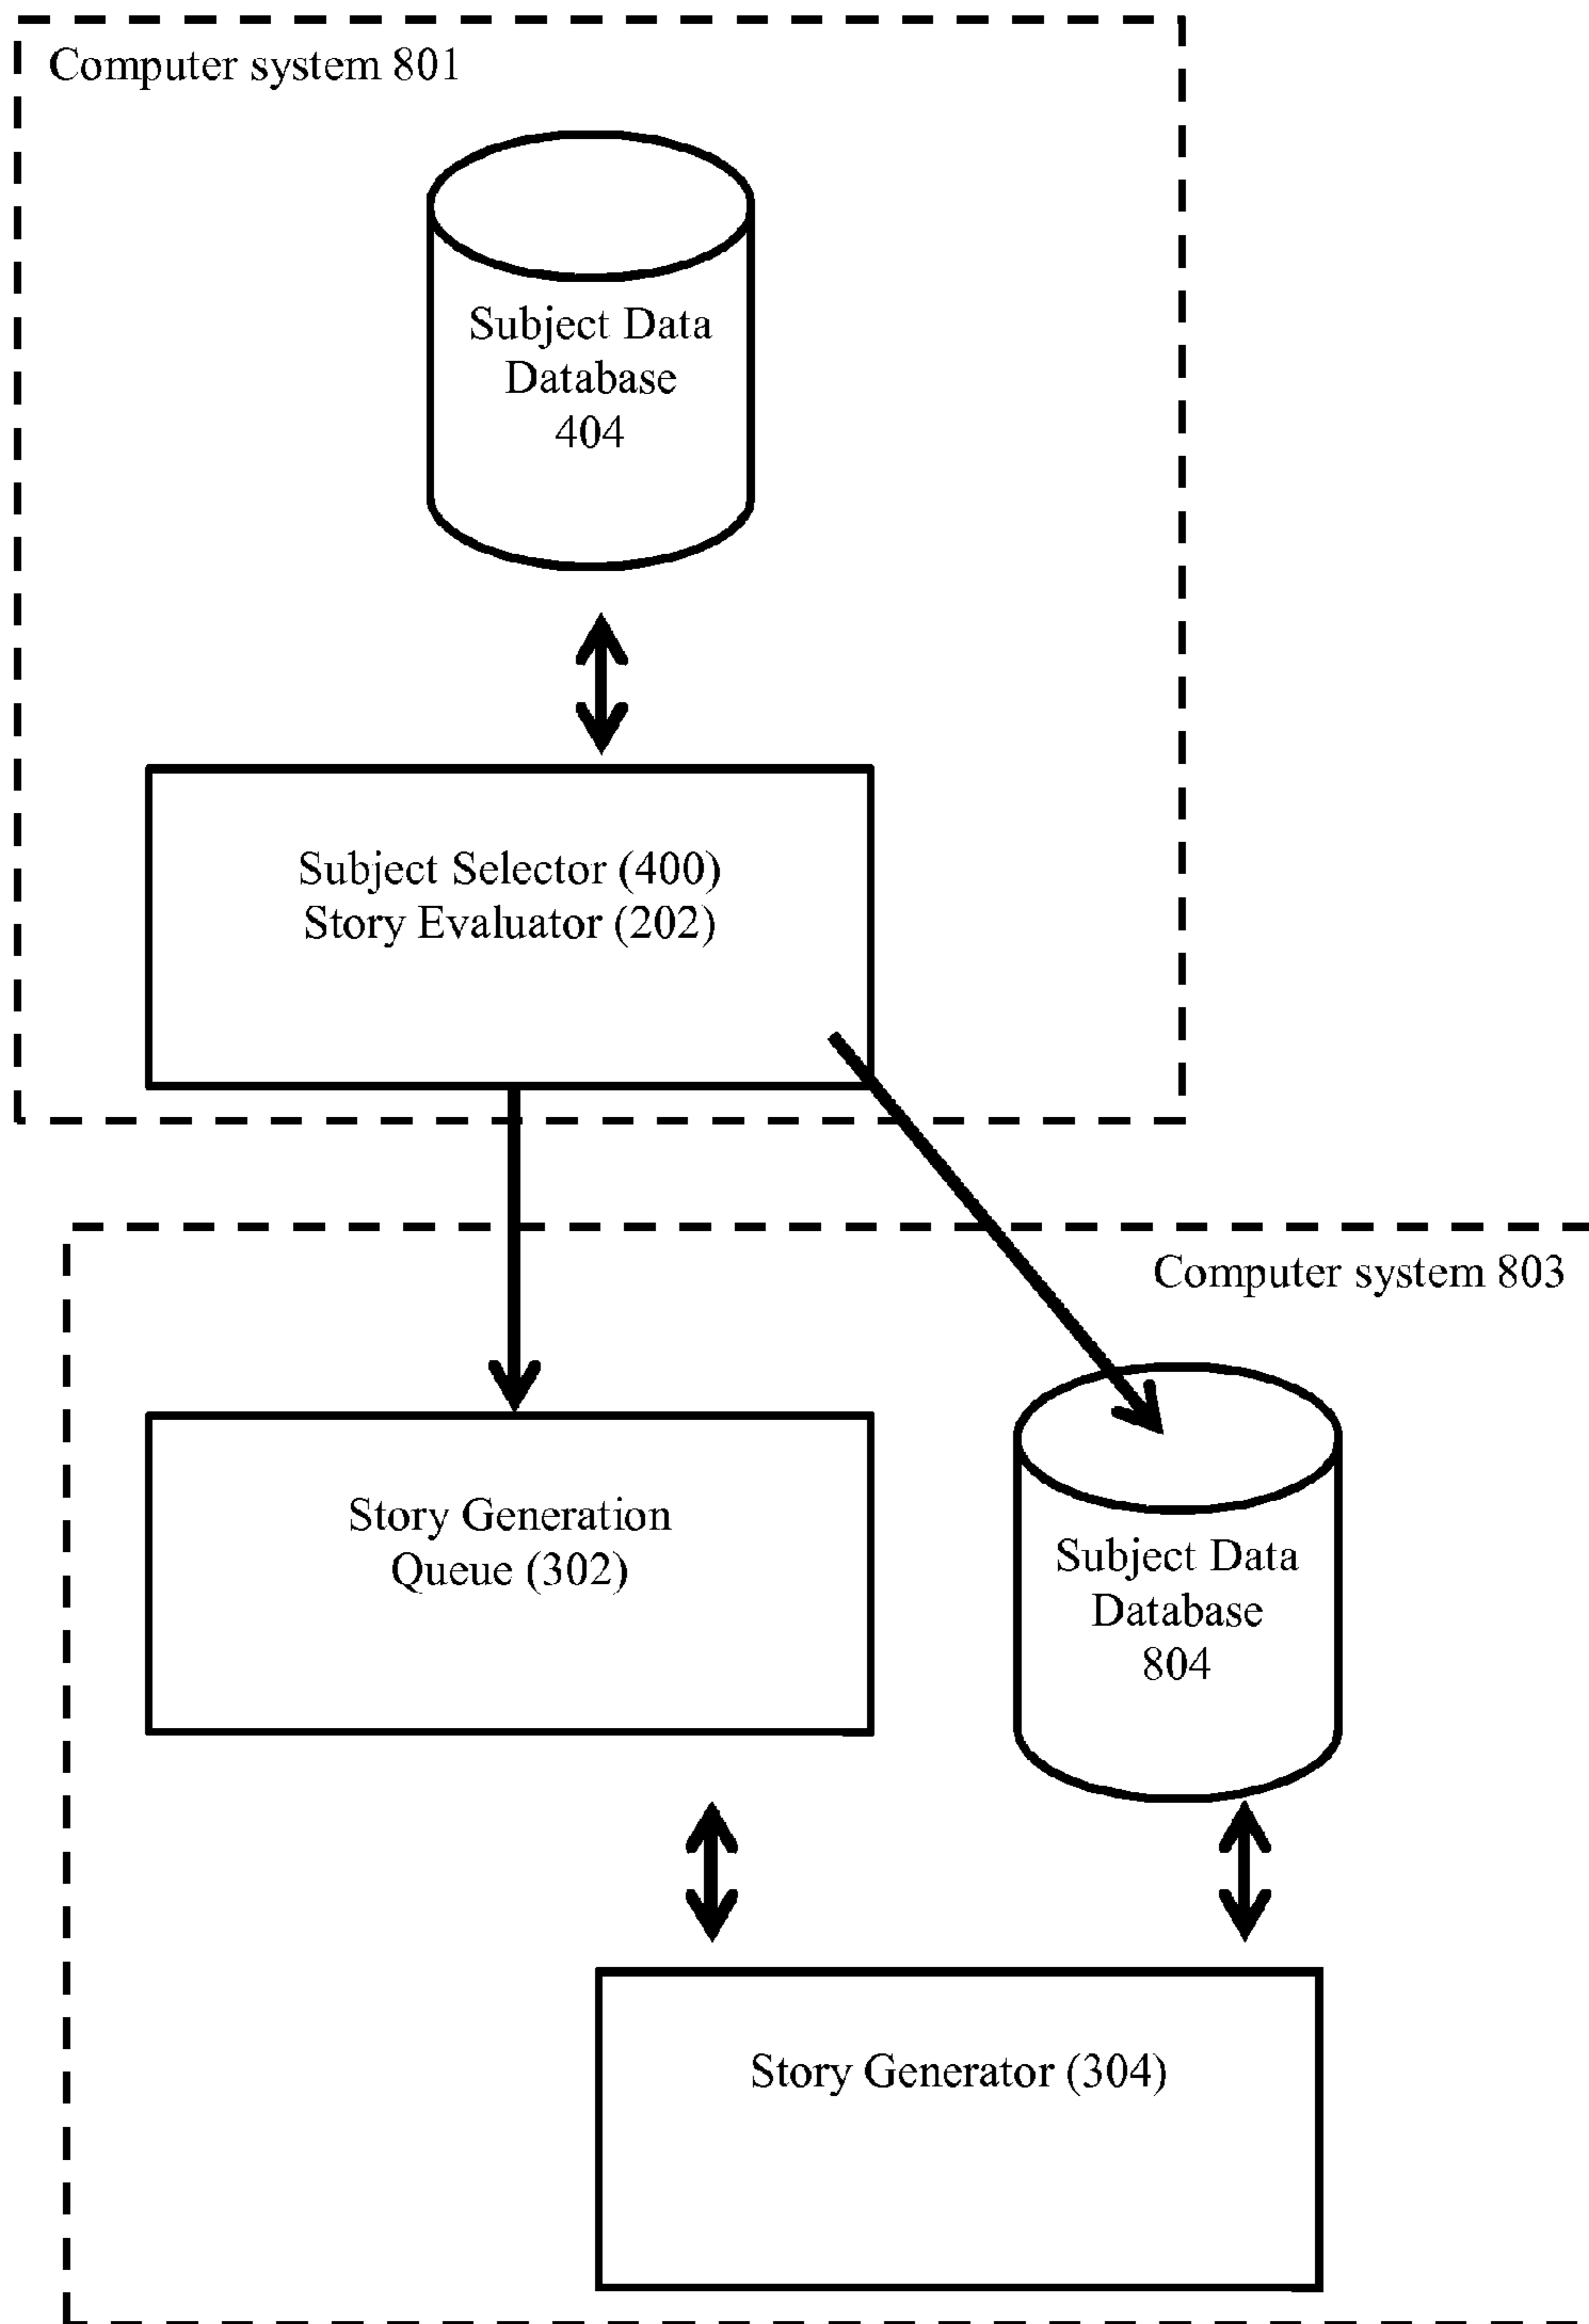 Computer system 801
Subject Data
Database
404
Subject Selector (400)
Story Evaluator (202)
Computer system 803
Story Generation
Queue (302)
Subject Data
Database
804
Story Generator (304)